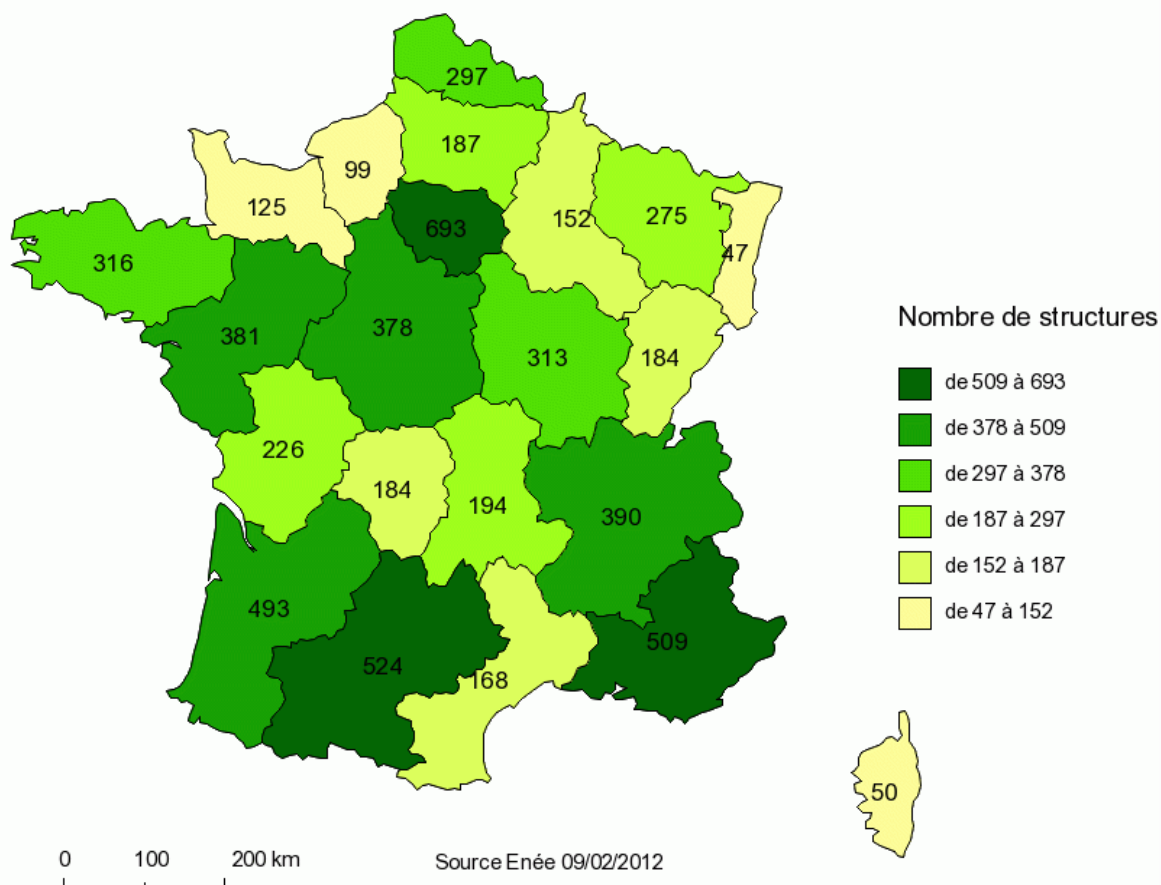 297
187
99
125
693
152
275
47
316
381
378
313
184
226
184
194
390
493
524
168
509
50
Nombre de structures
de 509 à 693
de 378 à 509
de 297 à 378
de 187 à 297
de 152 à 187
de 47 à 152
0 100 200 km
Source Enée 09/02/2012